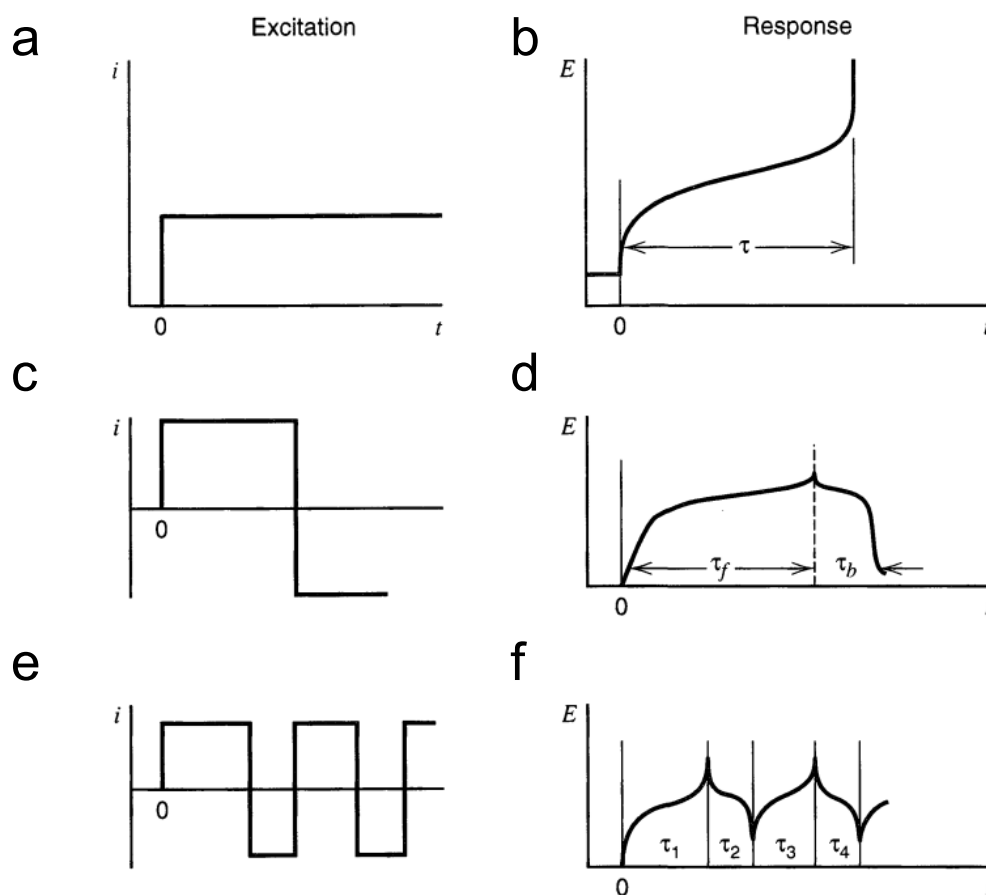 a Excitation
b Response
i
0
t
E
τ
0
c
i
0
d
E
τf
τb
0
e
i
0
f
E
τ1 τ2 τ3 τ4
0